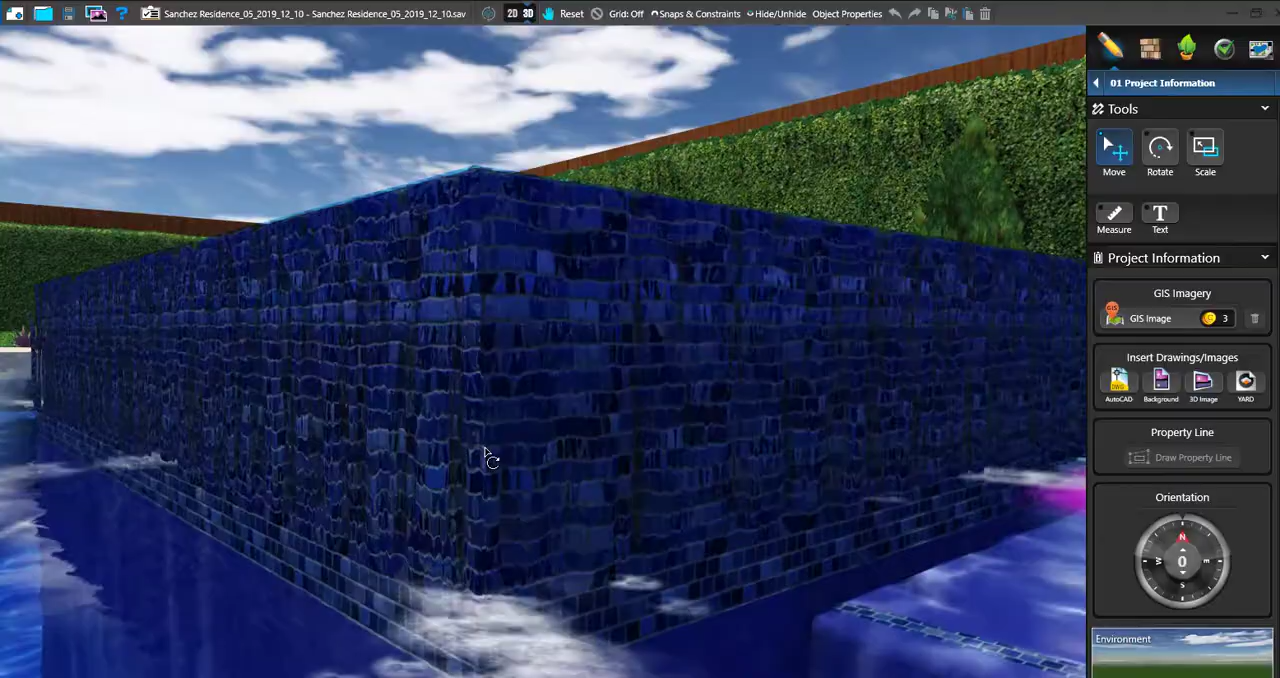 Sanchez Residence_05_2019_12_10 - Sanchez Residence_05_2019_12_10.sav
2D 3D
Reset
Grid: Off
Snaps & Constraints
Hide/Unhide
Object Properties
01 Project Information
Tools
Move Rotate Scale
Measure Text
Project Information
GIS Imagery
GIS
GIS Image 3
Insert Drawings/Images
DWG
AutoCAD Background 3D Image YARD
Property Line
Draw Property Line
Orientation
N
W 0 E
S
Environment